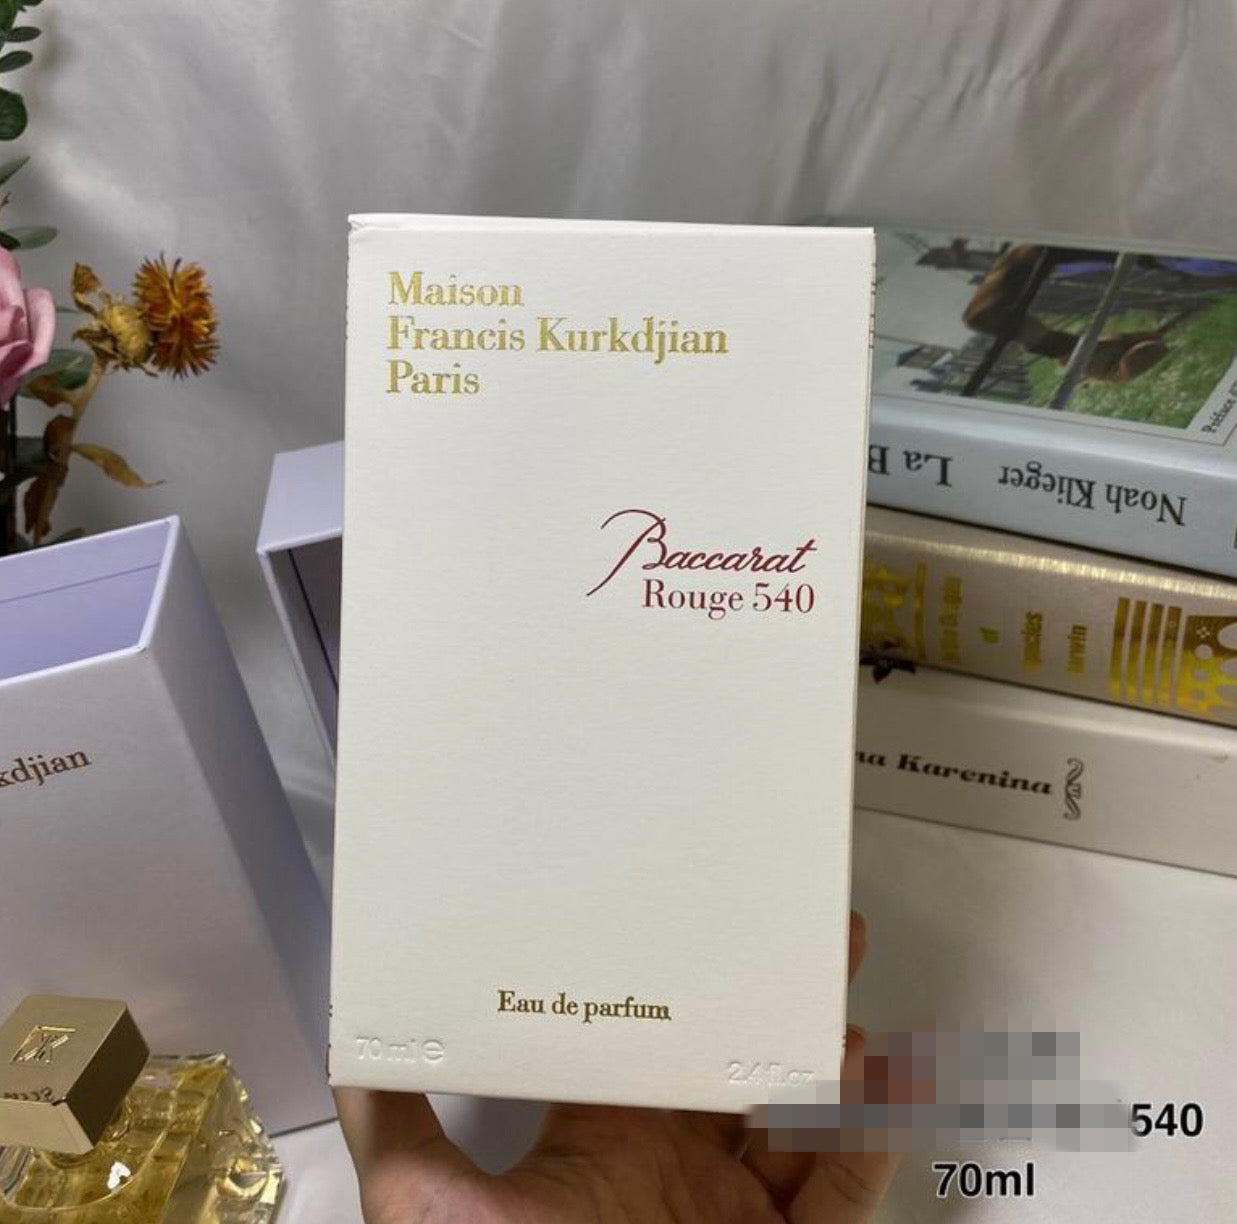 Maison
Francis Kurkdjian
Paris
Baccarat
Rouge 540
Eau de parfum
70 ml e
2.4 fl.oz
kdjian
Préface
Noah Klieger La B
na Karenina
540
70ml